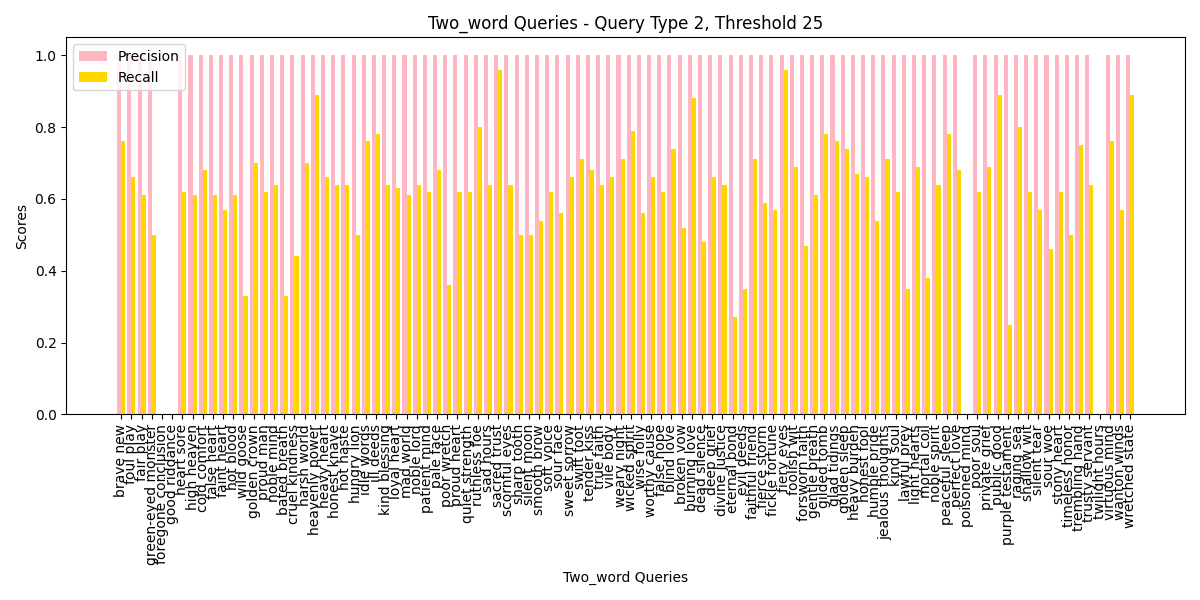 Two_word Queries - Query Type 2, Threshold 25
Precision
Recall
Scores
1.0
0.8
0.6
0.4
0.2
0.0
brave new
foul play
fair play
green-eyed monster
foregone conclusion
good riddance
heart sore
high heaven
cold comfort
false heart
faint heart
hot blood
wild goose
golden crown
proud man
noble mind
bated breath
cruel kindness
harsh world
heavenly power
heavy heart
honest knave
hot haste
hungry lion
idle words
ill deeds
kind blessing
loyal heart
mad world
noble lord
patient mind
pale face
poor wretch
proud heart
quiet strength
ruthless foe
sad hours
sacred trust
scornful eyes
sharp tooth
silent moon
smooth brow
soft voice
sour face
sweet sorrow
swift foot
tender kiss
true faith
vile body
weary night
wicked spirit
wise folly
worthy cause
pale hope
blind love
broken vow
burning love
dead silence
deep grief
divine justice
eternal bond
evil deeds
faithful friend
fierce storm
fickle fortune
fiery eyes
foolish wit
forsworn faith
gentle breath
gilded tomb
glad tidings
golden sleep
heavy burden
honest fool
humble pride
jealous thoughts
kind soul
lawful prey
light hearts
mortal coil
noble spirit
peaceful sleep
perfect love
poisoned mind
poor soul
private grief
public good
purple testament
raging sea
shallow wit
silent tear
sour woe
stony heart
timeless honor
trembling hand
trusty servant
twilight hours
virtuous mind
wanton wind
wretched state
Two_word Queries